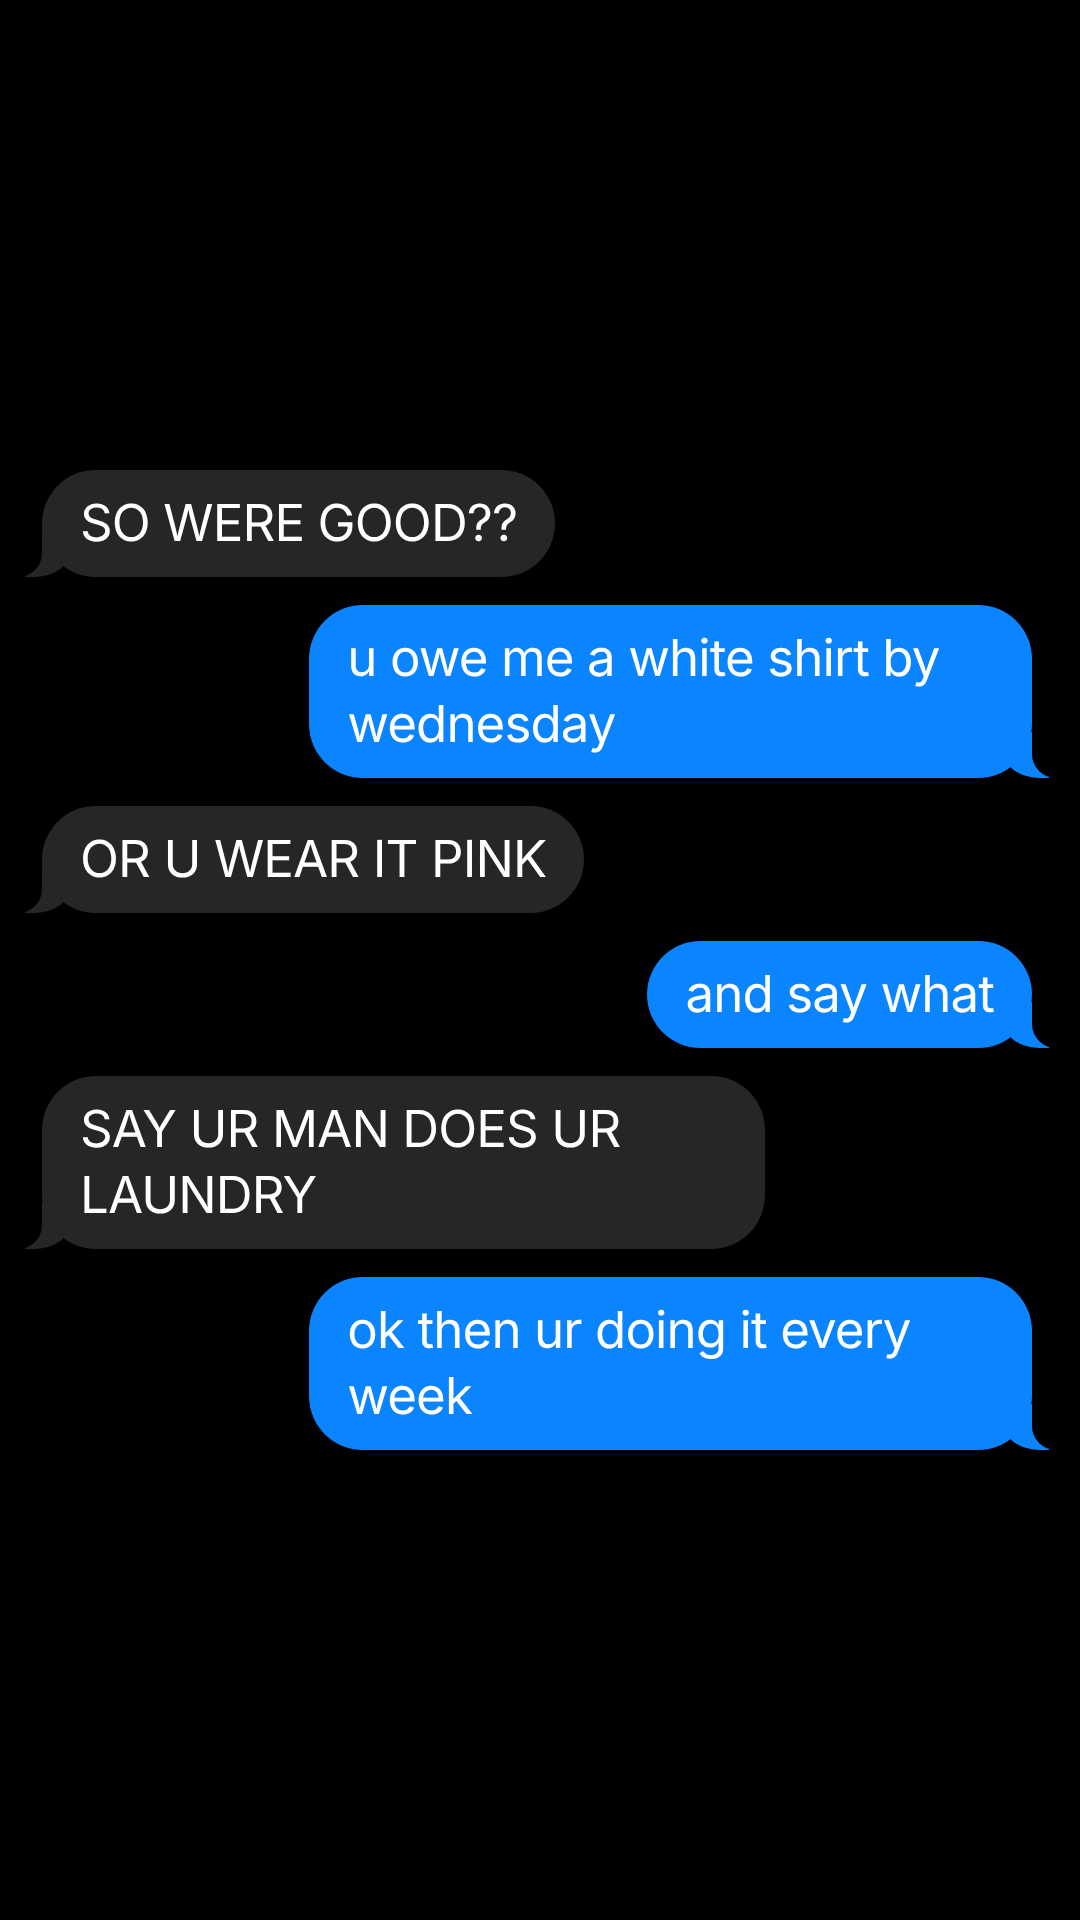 SO WERE GOOD??
u owe me a white shirt by
wednesday
OR U WEAR IT PINK
and say what
SAY UR MAN DOES UR
LAUNDRY
ok then ur doing it every
week